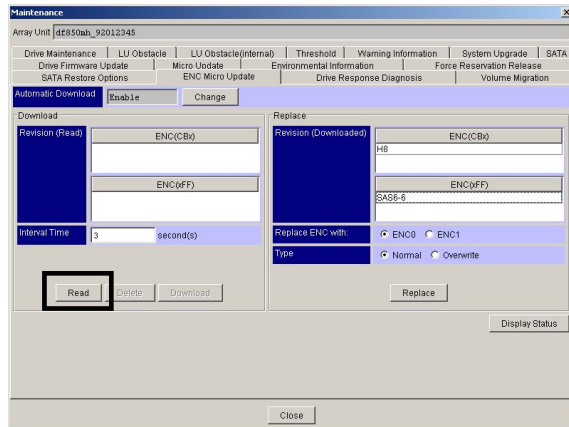 Maintenance
Array Unit df850mh_92012345
Drive Maintenance LU Obstacle LU Obstacle(internal) Threshold Warning Information System Upgrade SATA
Drive Firmware Update Micro Update Environmental Information Force Reservation Release
SATA Restore Options ENC Micro Update Drive Response Diagnosis Volume Migration
Automatic Download Enable Change
Download Replace
Revision (Read) ENC(CBx) Revision (Downloaded) ENC(CBx)
H8
ENC(xFF) ENC(xFF)
SAS6-6
Interval Time 3 second(s) Replace ENC with: ENC0 ENC1
Type Normal Overwrite
Read Delete Download Replace
Display Status
Close